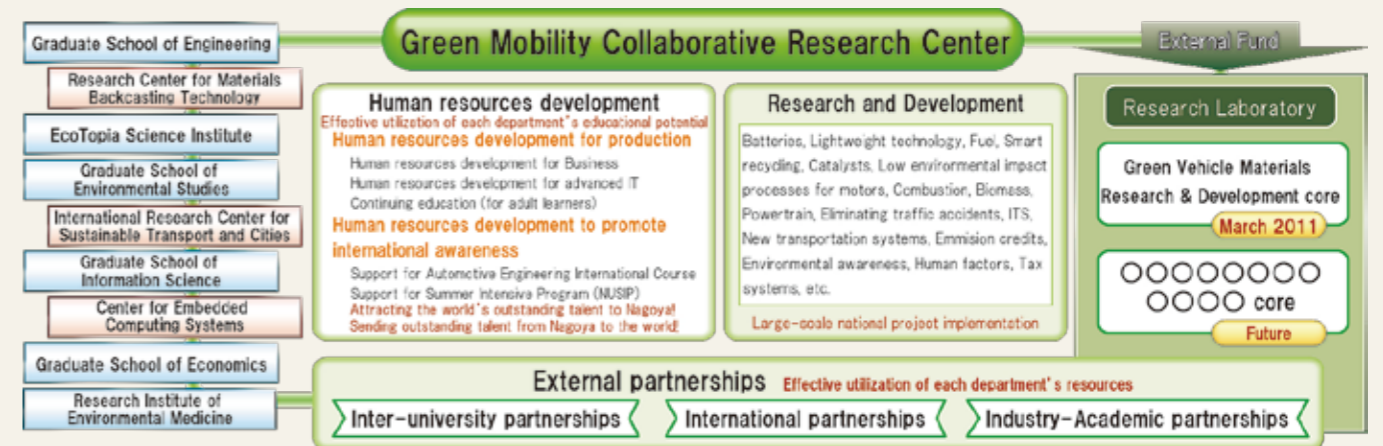 Green Mobility Collaborative Research Center
Graduate School of Engineering
Research Center for Materials
Backcasting Technology
EcoTopia Science Institute
Graduate School of
Environmental Studies
International Research Center for
Sustainable Transport and Cities
Graduate School of
Information Science
Center for Embedded
Computing Systems
Graduate School of Economics
Research Institute of
Environmental Medicine
Human resources development
Effective utilization of each department's educational potential
Human resources development for production
Human resources development for Business
Human resources development for advanced IT
Continuing education (for adult learners)
Human resources development to promote
international awareness
Support for Automotive Engineering International Course
Support for Summer Intensive Program (NUSIP)
Attracting the world's outstanding talent to Nagoya!
Sending outstanding talent from Nagoya to the world!
Research and Development
Batteries, Lightweight technology, Fuel, Smart
recycling, Catalysts, Low environmental impact
processes for motors, Combustion, Biomass,
Powertrain, Eliminating traffic accidents, ITS,
New transportation systems, Emmision credits,
Environmental awareness, Human factors, Tax
systems, etc.
Large-scale national project implementation
External Fund
Research Laboratory
Green Vehicle Materials
Research & Development core
March 2011
○○○○○○○○
○○○○ core
Future
External partnerships Effective utilization of each department's resources
Inter-university partnerships
International partnerships
Industry-Academic partnerships